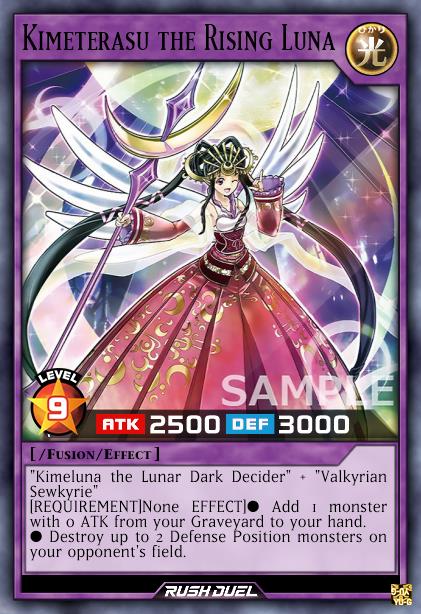 Kimeterasu the Rising Luna
ひかり
光
SAMPLE
LEVEL
9
ATK 2500 DEF 3000
[/Fusion/Effect]
"Kimeluna the Lunar Dark Decider" + "Valkyrian
Sewkyrie"
[REQUIREMENT]None EFFECT]● Add 1 monster
with 0 ATK from your Graveyard to your hand.
● Destroy up to 2 Defense Position monsters on
your opponent's field.
RUSH DUEL